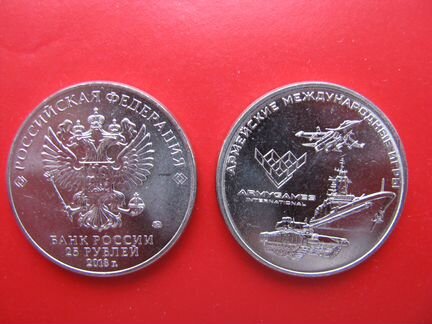 РОССИЙСКАЯ ФЕДЕРАЦИЯ
БАНК РОССИИ
25 РУБЛЕЙ
2018 г.
АРМЕЙСКИЕ МЕЖДУНАРОДНЫЕ ИГРЫ
ARMYGAMES
INTERNATIONAL